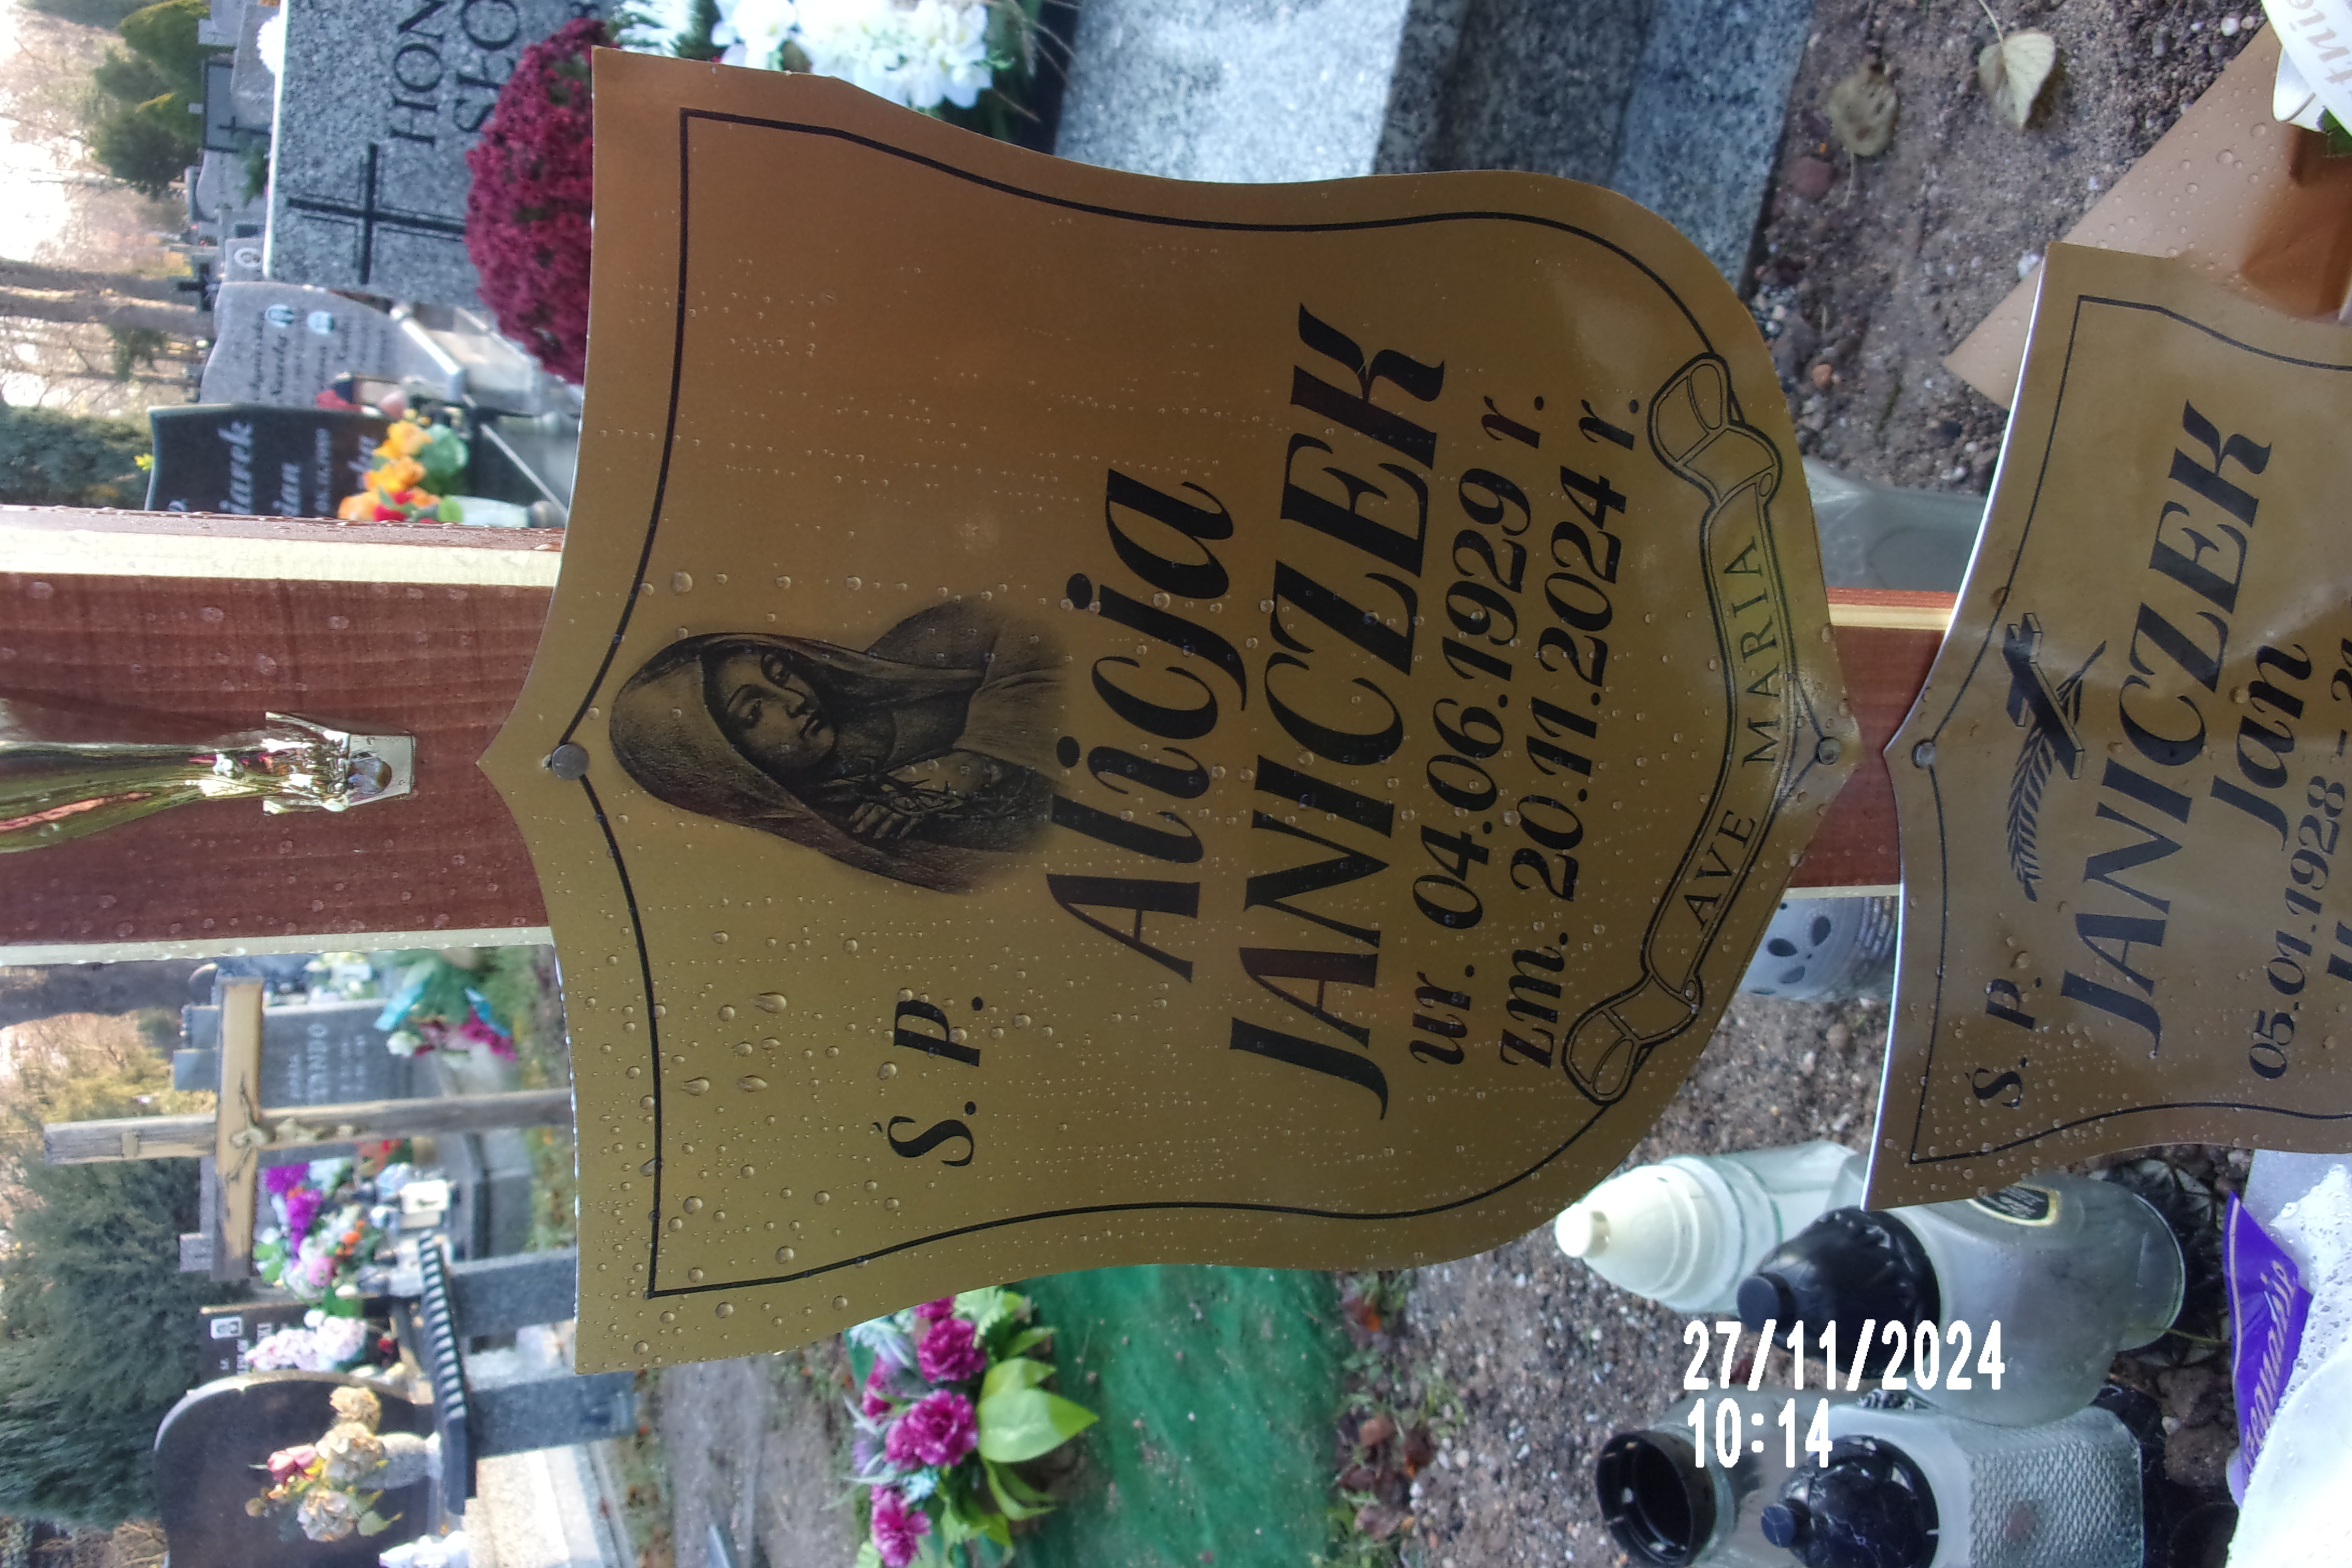 Ś. P.
Alicja
JANICZEK
ur. 04.06.1929 r.
zm. 20.11.2024 r.
AVE MARIA
Ś. P.
JANICZEK
Jan
05.01.1928 –
27/11/2024
10:14